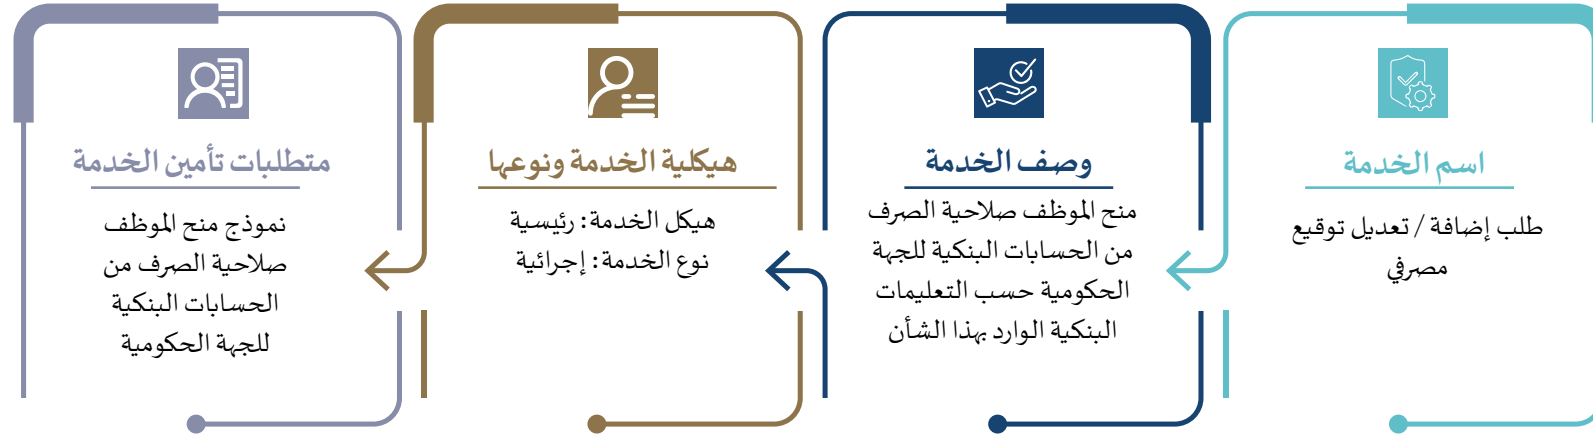 اسم الخدمة
طلب إضافة / تعديل توقيع
مصرفي
وصف الخدمة
منح الموظف صلاحية الصرف
من الحسابات البنكية للجهة
الحكومية حسب التعليمات
البنكية الوارد بهذا الشأن
هيكلية الخدمة ونوعها
هيكل الخدمة: رئيسية
نوع الخدمة: إجرائية
متطلبات تأمين الخدمة
نموذج منح الموظف
صلاحية الصرف من
الحسابات البنكية
للجهة الحكومية